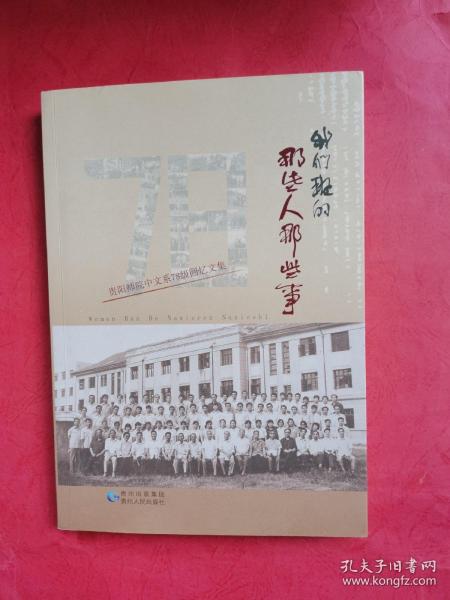 我们班的
那些人那些事
78
贵阳师院中文系78级回忆文集
Women Ban De Naxieren Naxieshi
贵州出版集团
贵州人民出版社
孔夫子旧书网
www.kongfz.com